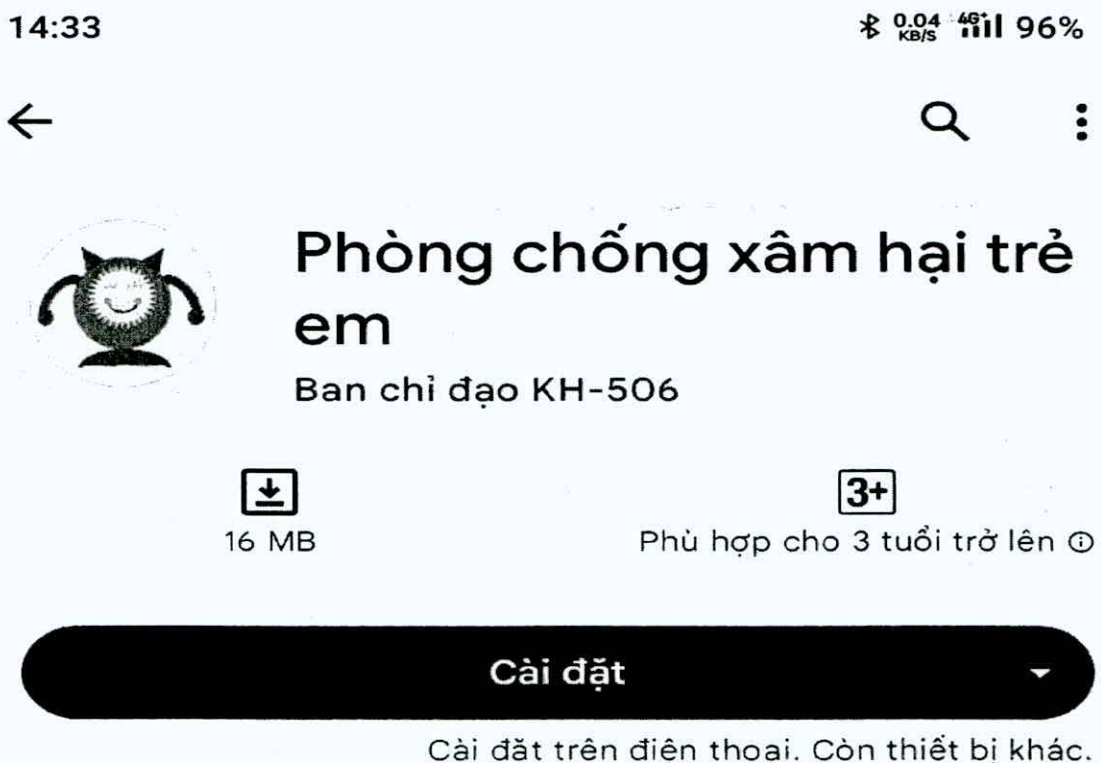 14:33
0.04 KB/S 4G+ 96%
Phòng chống xâm hại trẻ
em
Ban chỉ đạo KH-506
3+
16 MB
Phù hợp cho 3 tuổi trở lên
Cài đặt
Cài đặt trên điện thoại. Còn thiết bị khác.